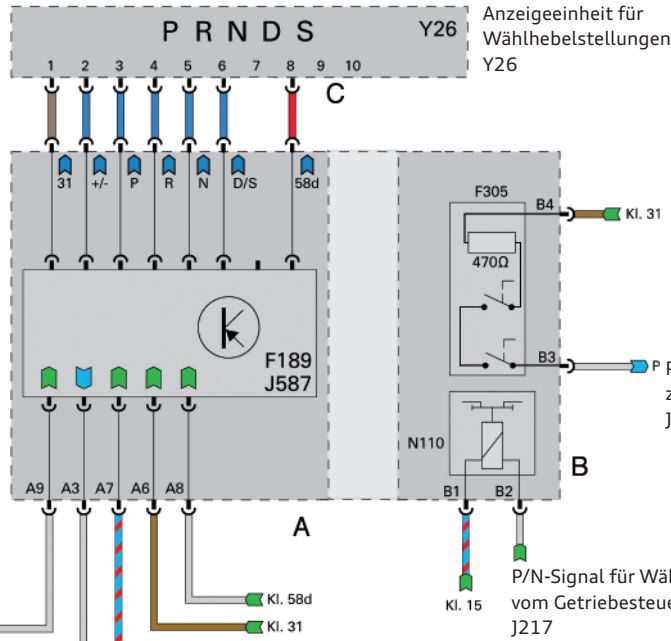 P R N D S Y26
1 2 3 4 5 6 7 8 9 10
Anzeigeeinheit für
Wählhebelstellungen
Y26
C
31 +/- P R N D/S 58d
F305
B4
Kl. 31
470Ω
F189
J587
B3
P
N110
B
B1 B2
A9 A3 A7 A6 A8
A
Kl. 58d
Kl. 31
Kl. 15
P/N-Signal für
vom
J217